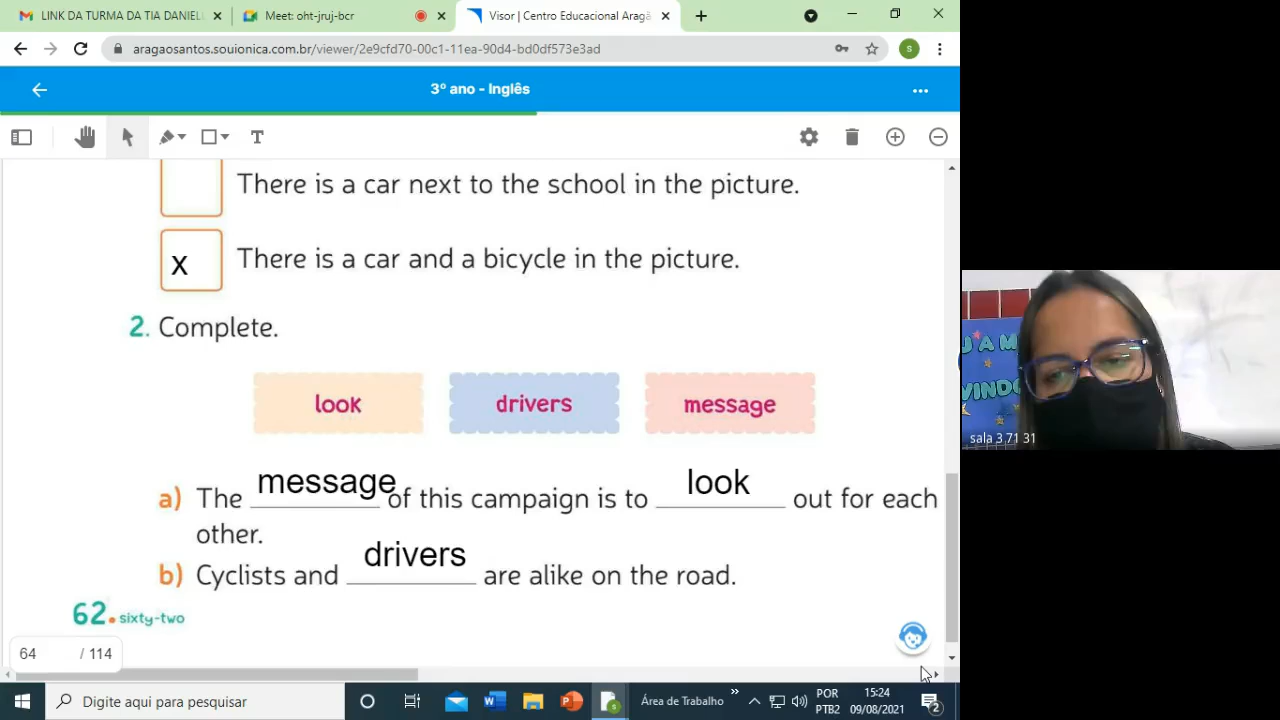 LINK DA TURMA DA TIA DANIEL
Meet: oht-jruj-bcr
Visor | Centro Educacional Aragã
aragaosantos.souionica.com.br/viewer/2e9cfd70-00c1-11ea-90d4-bd0df573e3ad
s
3º ano - Inglês
T
There is a car next to the school in the picture.
x There is a car and a bicycle in the picture.
2. Complete.
look drivers message
a) The message of this campaign is to look out for each
other.
b) Cyclists and drivers are alike on the road.
62. sixty-two
64 / 114
sala 3 71 31
Digite aqui para pesquisar
Área de Trabalho
POR
PTB2
15:24
09/08/2021
2